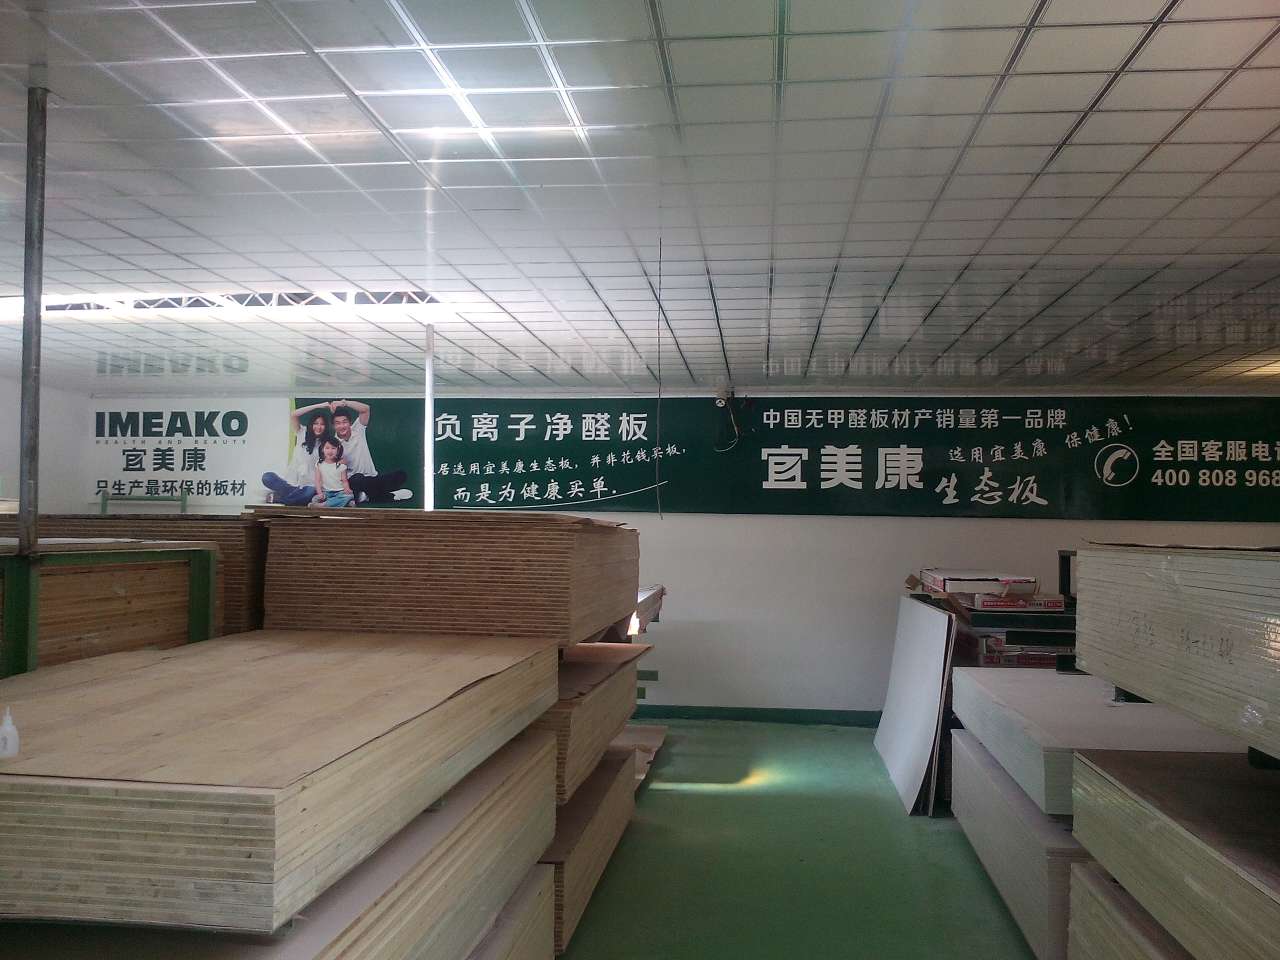 IMEAKO
HEALTH AND BEAUTY
宜美康
只生产最环保的板材
负离子净醛板
居选用宜美康生态板，并非花钱买板，
而是为健康买单.
中国无甲醛板材产销量第一品牌
宜美康
选用宜美康 保健康！
生态板
全国客服电
400 808 968